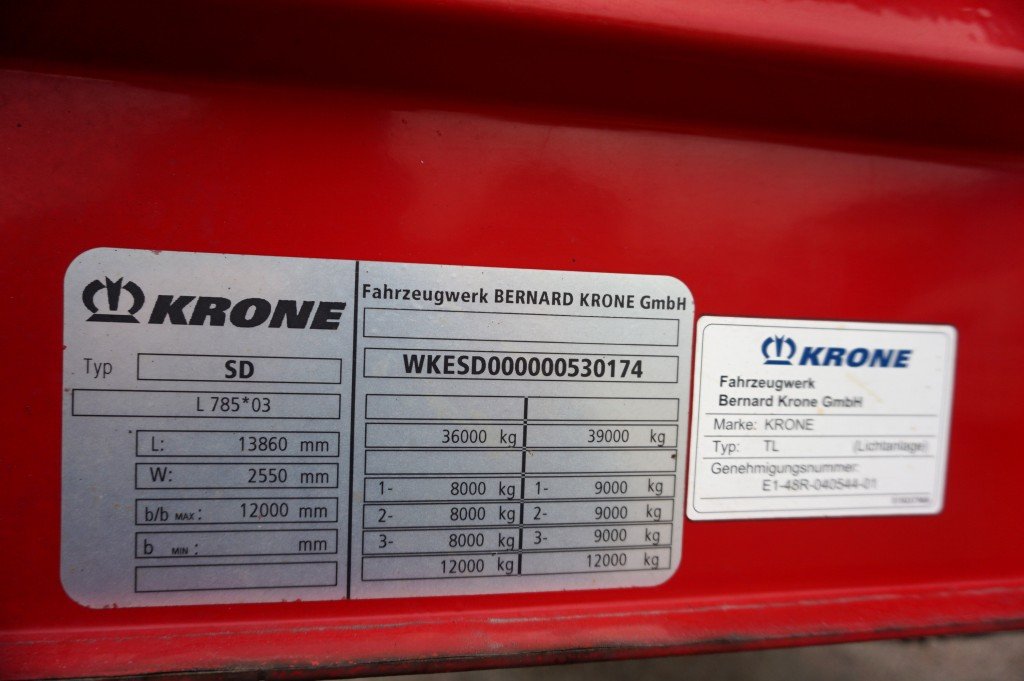 KRONE
Typ SD
L 785*03
L: 13860 mm
W: 2550 mm
b/b MAX: 12000 mm
b MIN: mm
Fahrzeugwerk BERNARD KRONE GmbH
WKESD000000530174
36000 kg 39000 kg
1- 8000 kg 1- 9000 kg
2- 8000 kg 2- 9000 kg
3- 8000 kg 3- 9000 kg
12000 kg 12000 kg
KRONE
Fahrzeugwerk
Bernard Krone GmbH
Marke: KRONE
Typ: TL (Lichtanlage)
Genehmigungsnummer:
E1-48R-040544-01